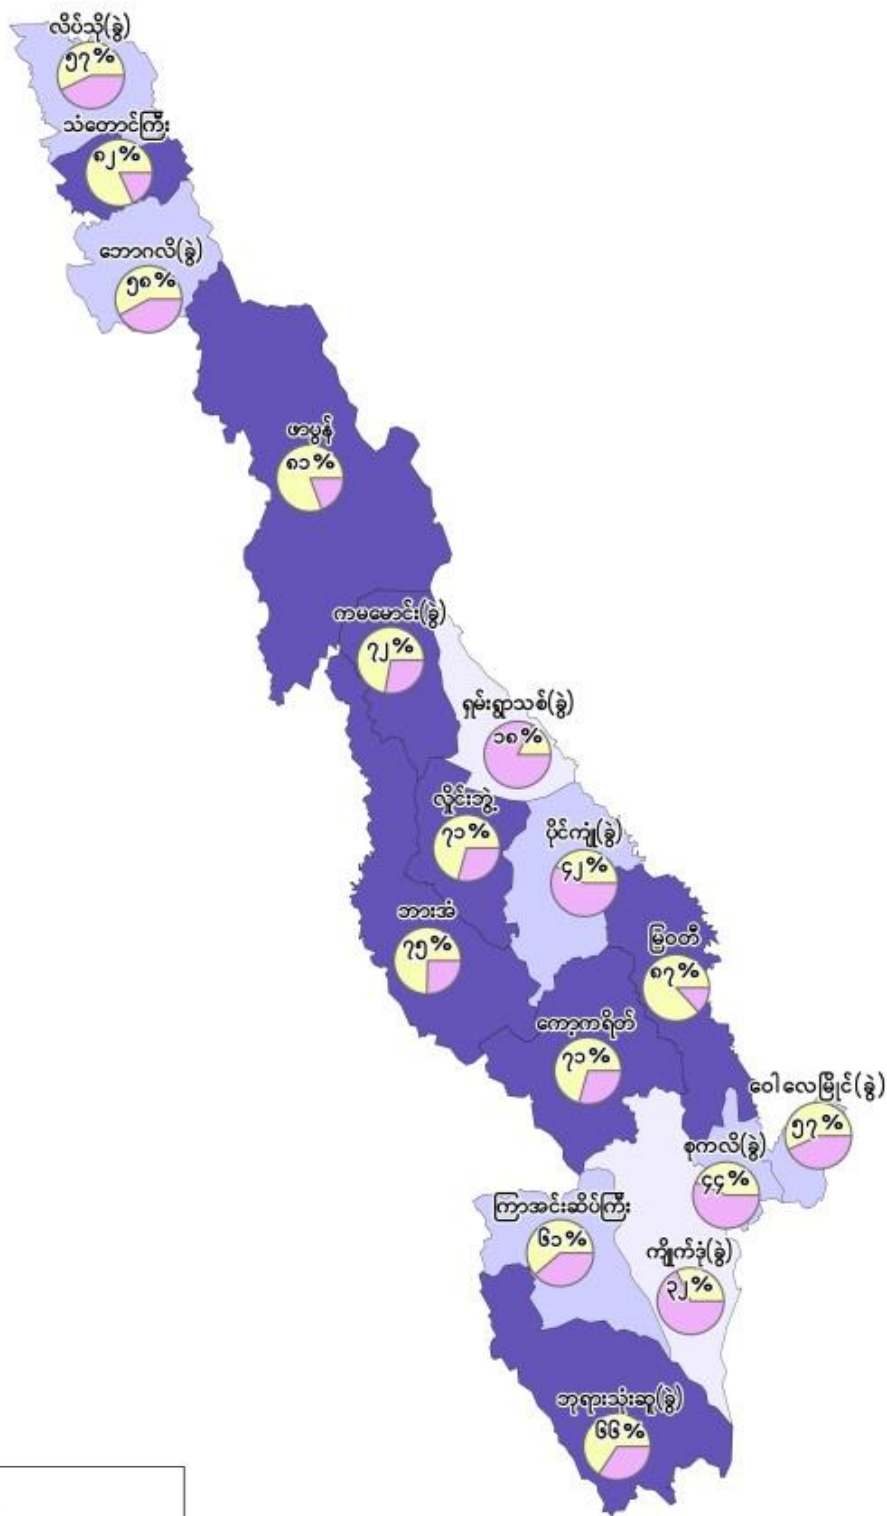 လိပ်သို(ခွဲ)
၅၇%
သံတောင်ကြီး
၈၂%
ဘောဂလိ(ခွဲ)
၅၈%
ဖာပွန်
၈၁%
ကမမောင်း(ခွဲ)
၇၂%
ရှမ်းရွာသစ်(ခွဲ)
၁၈%
လှိုင်းဘွဲ့
၇၁%
ပိုင်ကျုံ(ခွဲ)
၄၂%
ဘားအံ
၇၅%
မြဝတီ
၈၇%
ကော့ကရိတ်
၇၁%
ဝေါလေမြိုင်(ခွဲ)
၅၇%
စုကလိ(ခွဲ)
၄၄%
ကြာအင်းဆိပ်ကြီး
၆၁%
ကျိုက်ဒုံ(ခွဲ)
၃၂%
ဘုရားသုံးဆူ(ခွဲ)
၆၆%